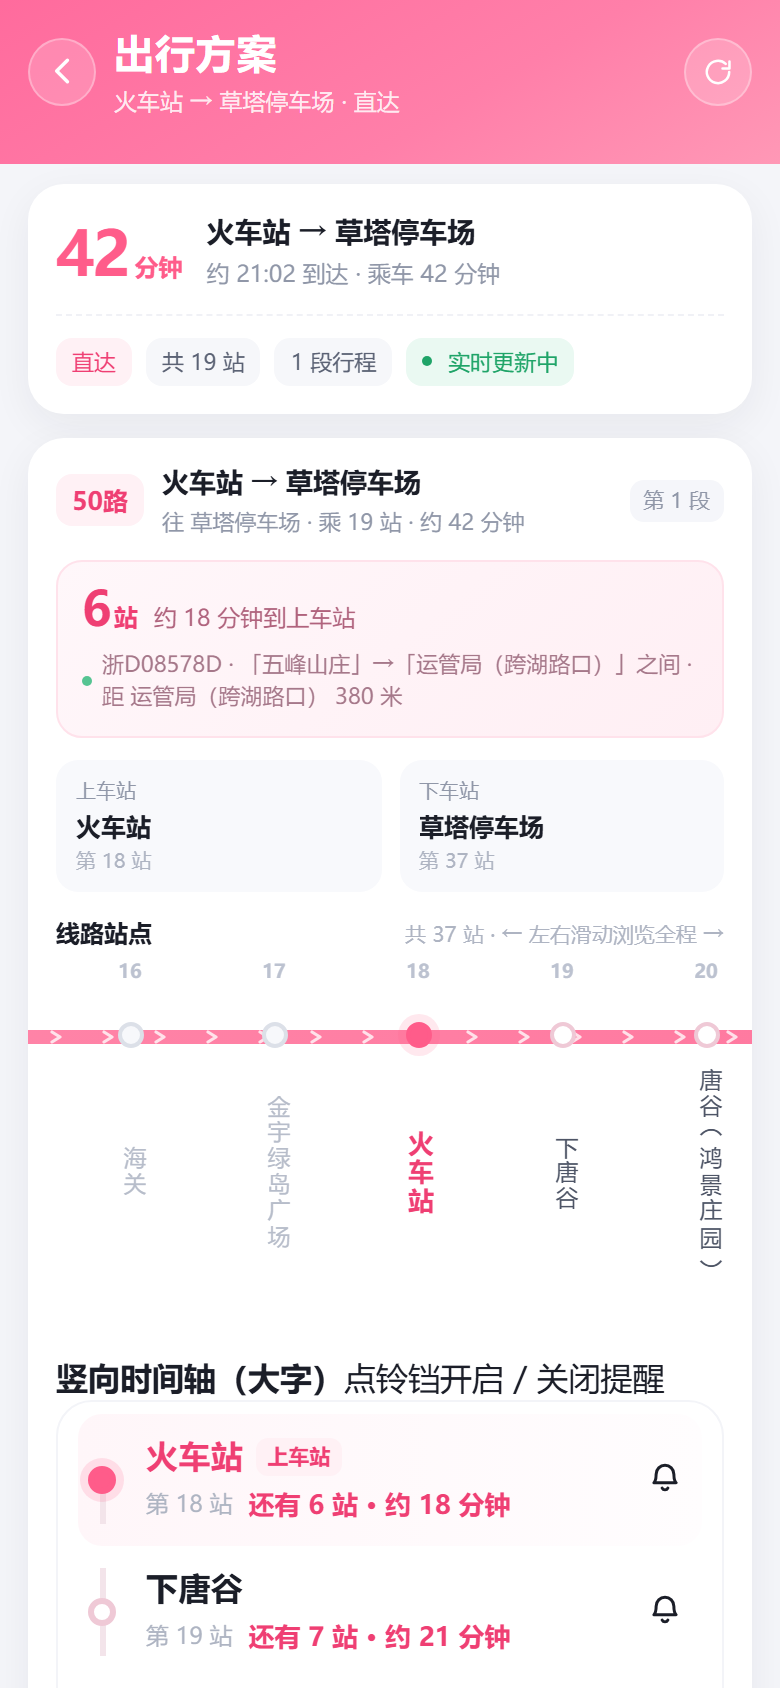 出行方案
火车站 → 草塔停车场 · 直达
42分钟
火车站 → 草塔停车场
约 21:02 到达 · 乘车 42 分钟
直达 共 19 站 1 段行程 实时更新中
50路
火车站 → 草塔停车场
往 草塔停车场 · 乘 19 站 · 约 42 分钟
第 1 段
6站 约 18 分钟到上车站
浙D08578D · 「五峰山庄」→「运管局（跨湖路口）」之间 ·
距 运管局（跨湖路口） 380 米
上车站
火车站
第 18 站
下车站
草塔停车场
第 37 站
线路站点
共 37 站 · ← 左右滑动浏览全程 →
16 17 18 19 20
海关
金宇绿岛广场
火车站
下唐谷
唐谷（鸿景庄园）
竖向时间轴（大字）点铃铛开启 / 关闭提醒
火车站 上车站
第 18 站 还有 6 站 • 约 18 分钟
下唐谷
第 19 站 还有 7 站 • 约 21 分钟